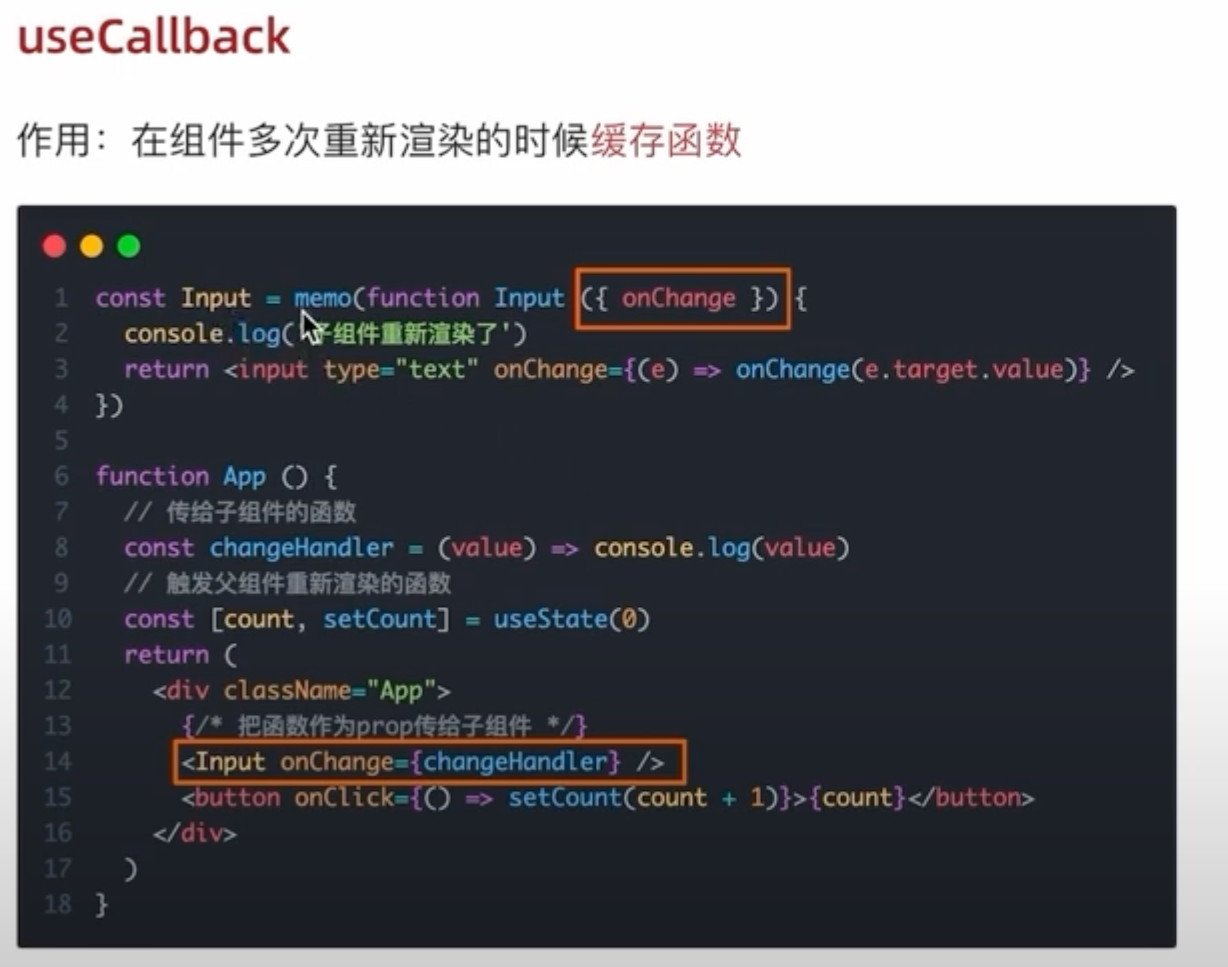 useCallback
作用：在组件多次重新渲染的时候缓存函数
1 const Input = memo(function Input ({ onChange }) {
2 console.log('子组件重新渲染了')
3 return <input type="text" onChange={(e) => onChange(e.target.value)} />
4 })
5
6 function App () {
7 // 传给子组件的函数
8 const changeHandler = (value) => console.log(value)
9 // 触发父组件重新渲染的函数
10 const [count, setCount] = useState(0)
11 return (
12 <div className="App">
13 {/* 把函数作为prop传给子组件 */}
14 <Input onChange={changeHandler} />
15 <button onClick={() => setCount(count + 1)}>{count}</button>
16 </div>
17 )
18 }